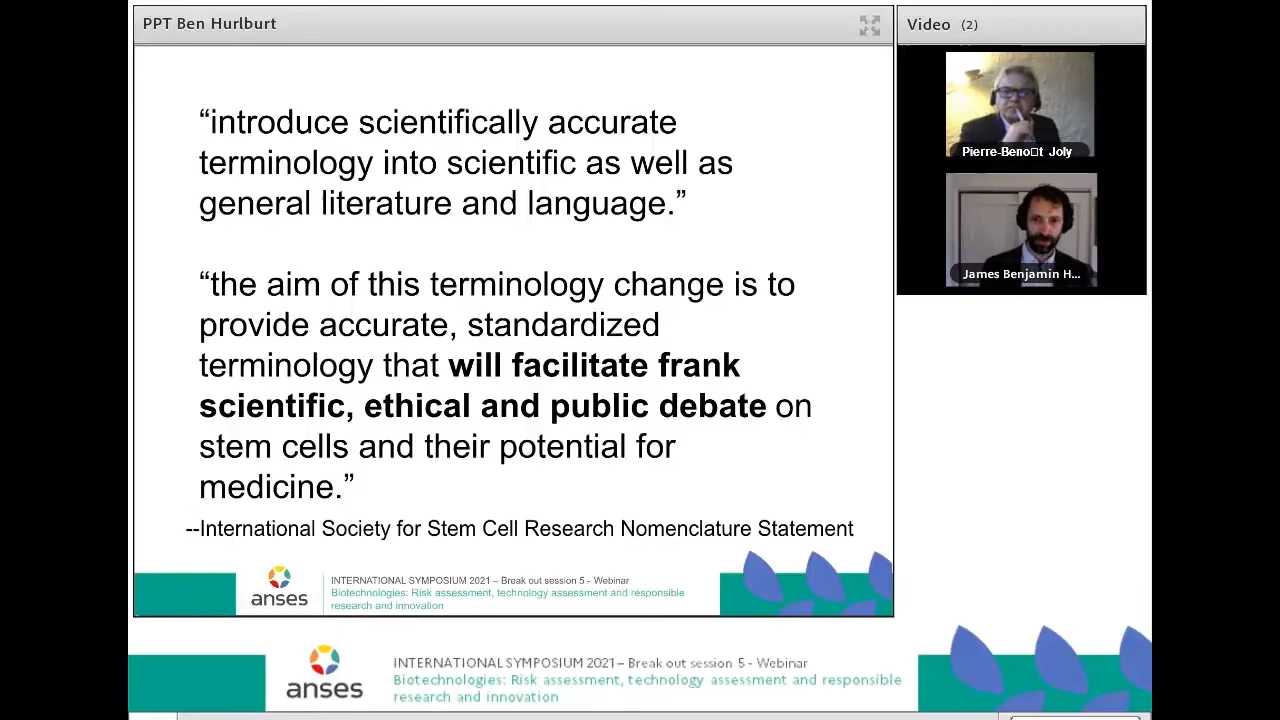 PPT Ben Hurlburt
Video (2)
“introduce scientifically accurate
terminology into scientific as well as
general literature and language.”
“the aim of this terminology change is to
provide accurate, standardized
terminology that will facilitate frank
scientific, ethical and public debate on
stem cells and their potential for
medicine.”
--International Society for Stem Cell Research Nomenclature Statement
Pierre-Beno□t Joly
James Benjamin H...
anses
INTERNATIONAL SYMPOSIUM 2021 – Break out session 5 - Webinar
Biotechnologies: Risk assessment, technology assessment and responsible
research and innovation
anses
INTERNATIONAL SYMPOSIUM 2021 – Break out session 5 - Webinar
Biotechnologies: Risk assessment, technology assessment and responsible
research and innovation